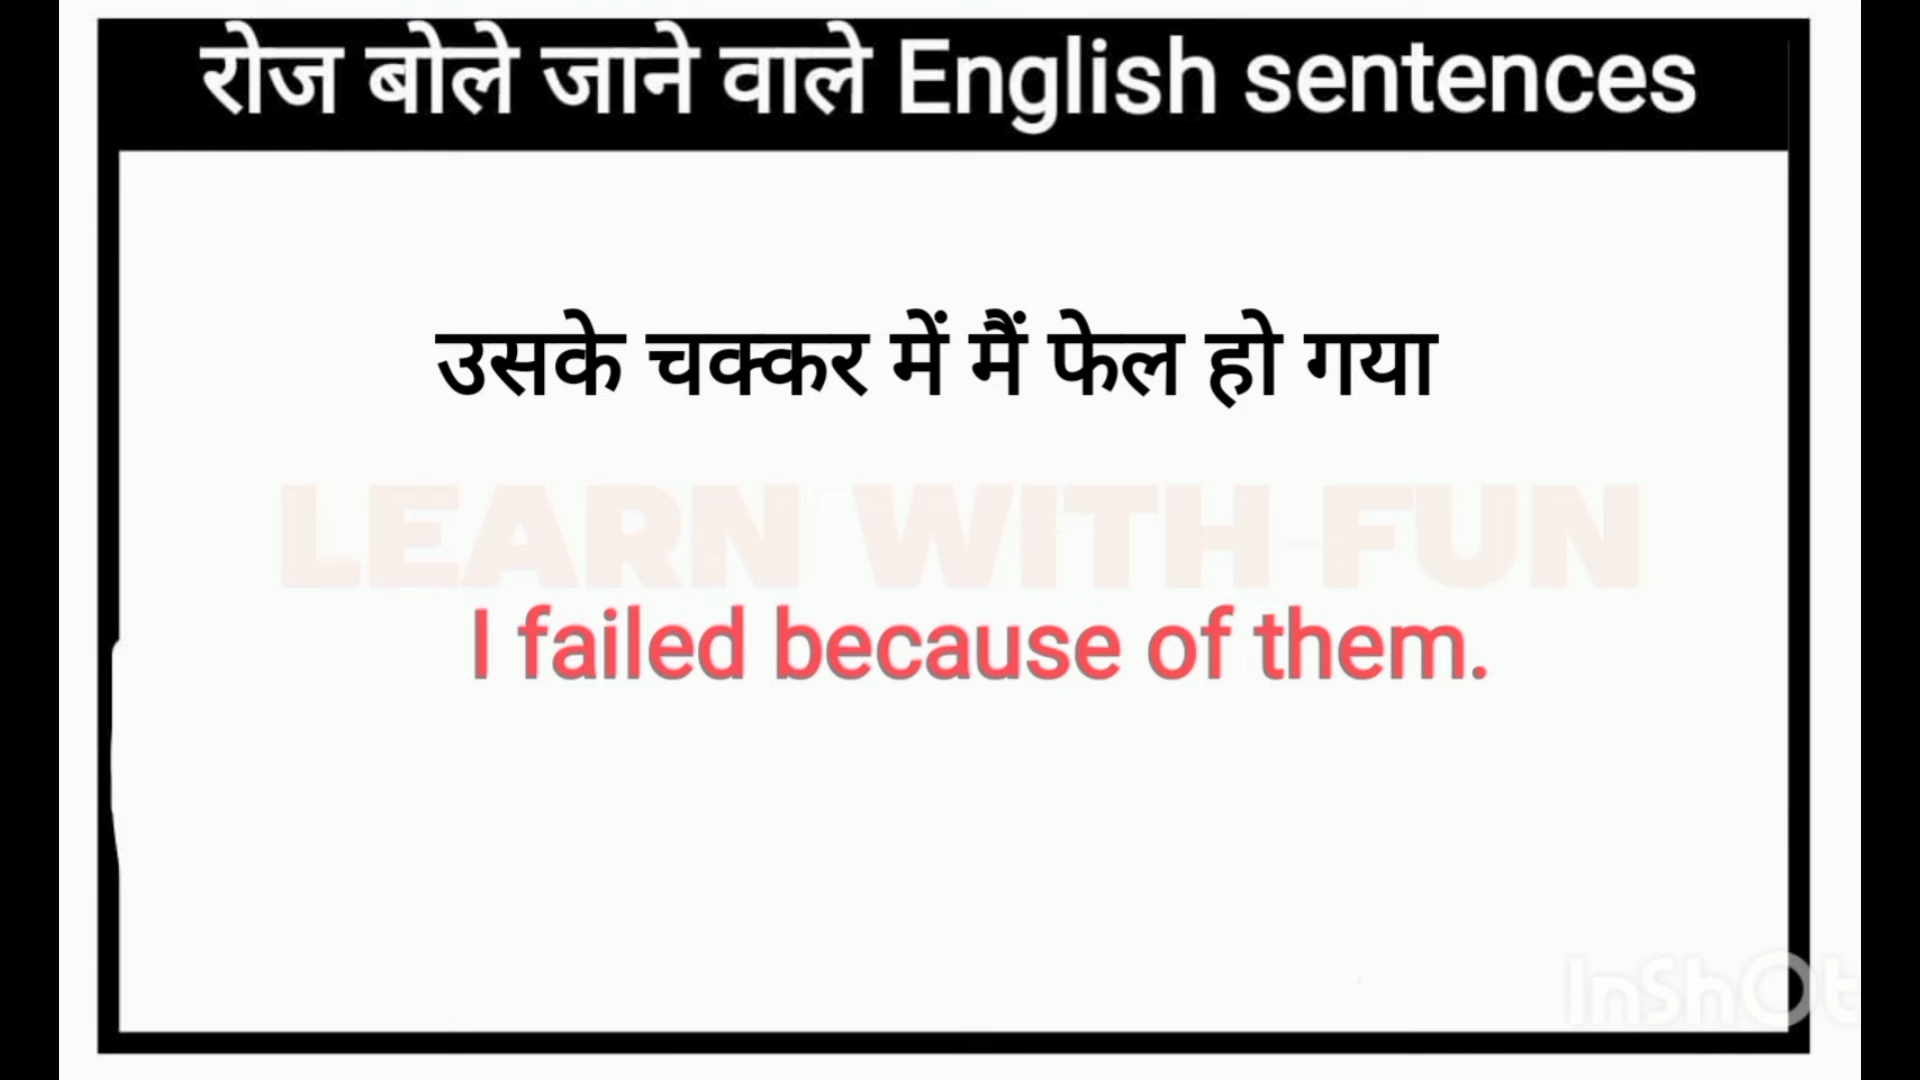 रोज बोले जाने वाले English sentences
उसके चक्कर में मैं फेल हो गया
LEARN WITH FUN
I failed because of them.
InShOt